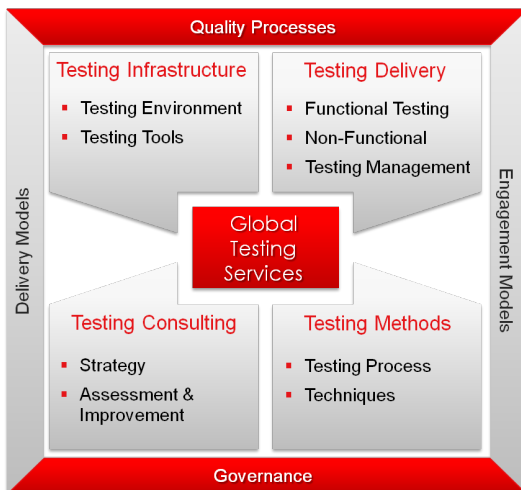 Quality Processes
Testing Infrastructure
Testing Environment
Testing Tools
Testing Delivery
Functional Testing
Non-Functional
Testing Management
Delivery Models
Global
Testing
Services
Engagement Models
Testing Consulting
Strategy
Assessment &
Improvement
Testing Methods
Testing Process
Techniques
Governance